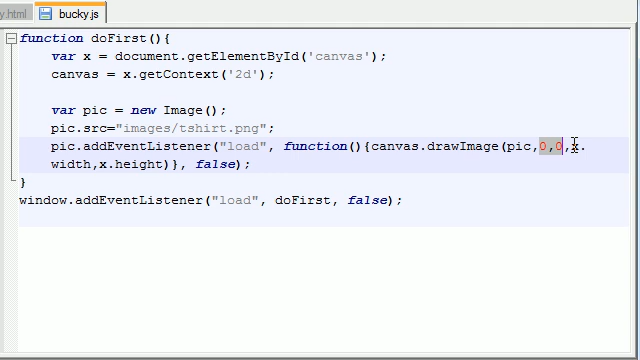 y.html bucky.js
function doFirst(){
var x = document.getElementById('canvas');
canvas = x.getContext('2d');
var pic = new Image();
pic.src="images/tshirt.png";
pic.addEventListener("load", function(){canvas.drawImage(pic,0,0,x.
width,x.height)}, false);
}
window.addEventListener("load", doFirst, false);